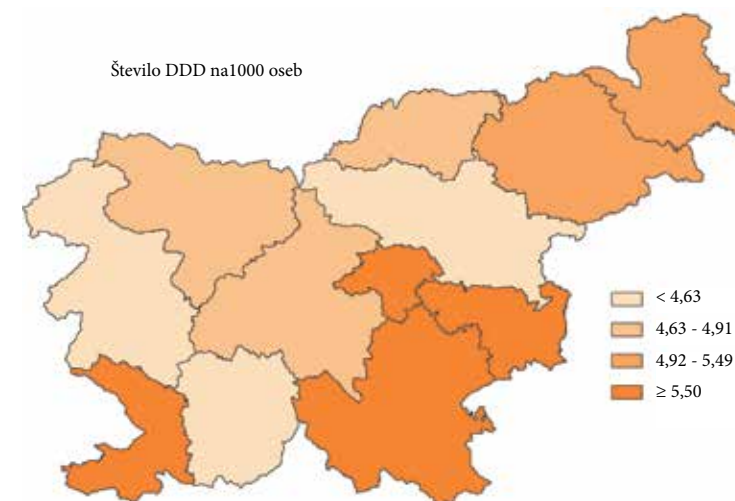 Število DDD na1000 oseb
< 4,63
4,63 - 4,91
4,92 - 5,49
≥ 5,50